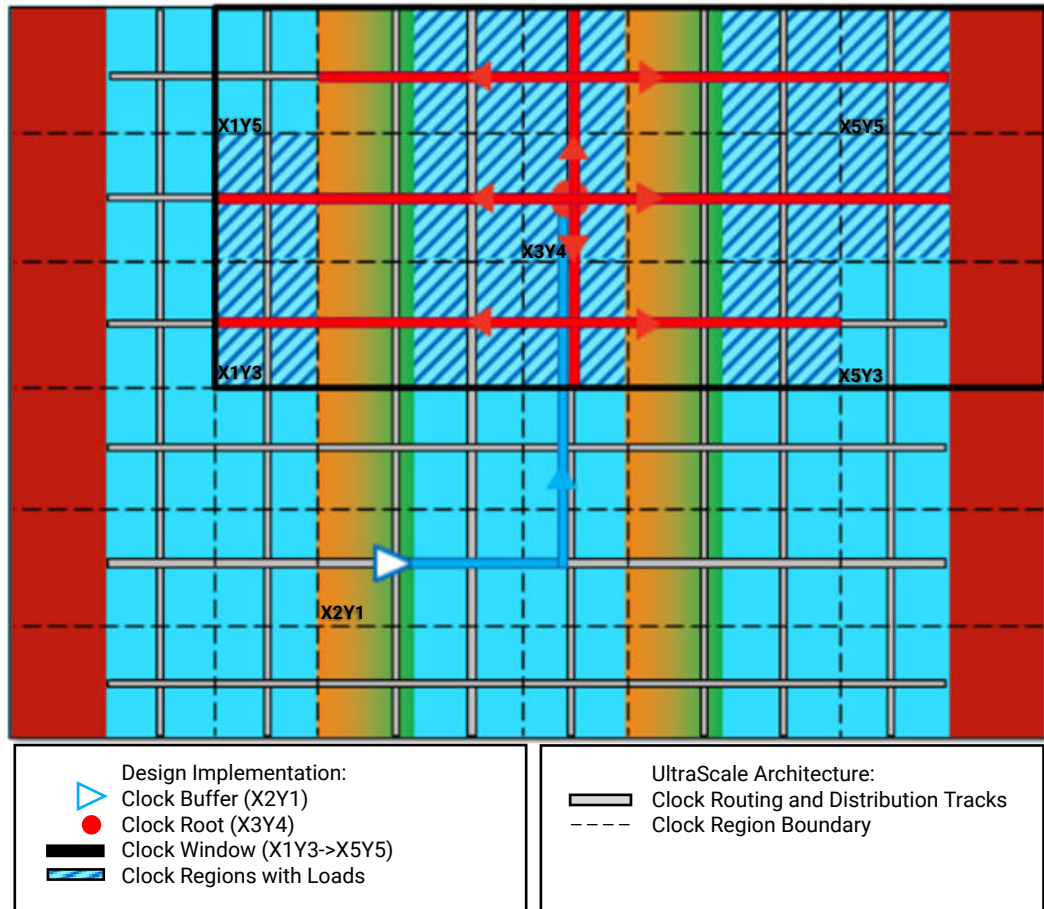 X1Y5
X5Y5
X3Y4
X1Y3
X5Y3
X2Y1
Design Implementation:
Clock Buffer (X2Y1)
Clock Root (X3Y4)
Clock Window (X1Y3->X5Y5)
Clock Regions with Loads
UltraScale Architecture:
Clock Routing and Distribution Tracks
Clock Region Boundary